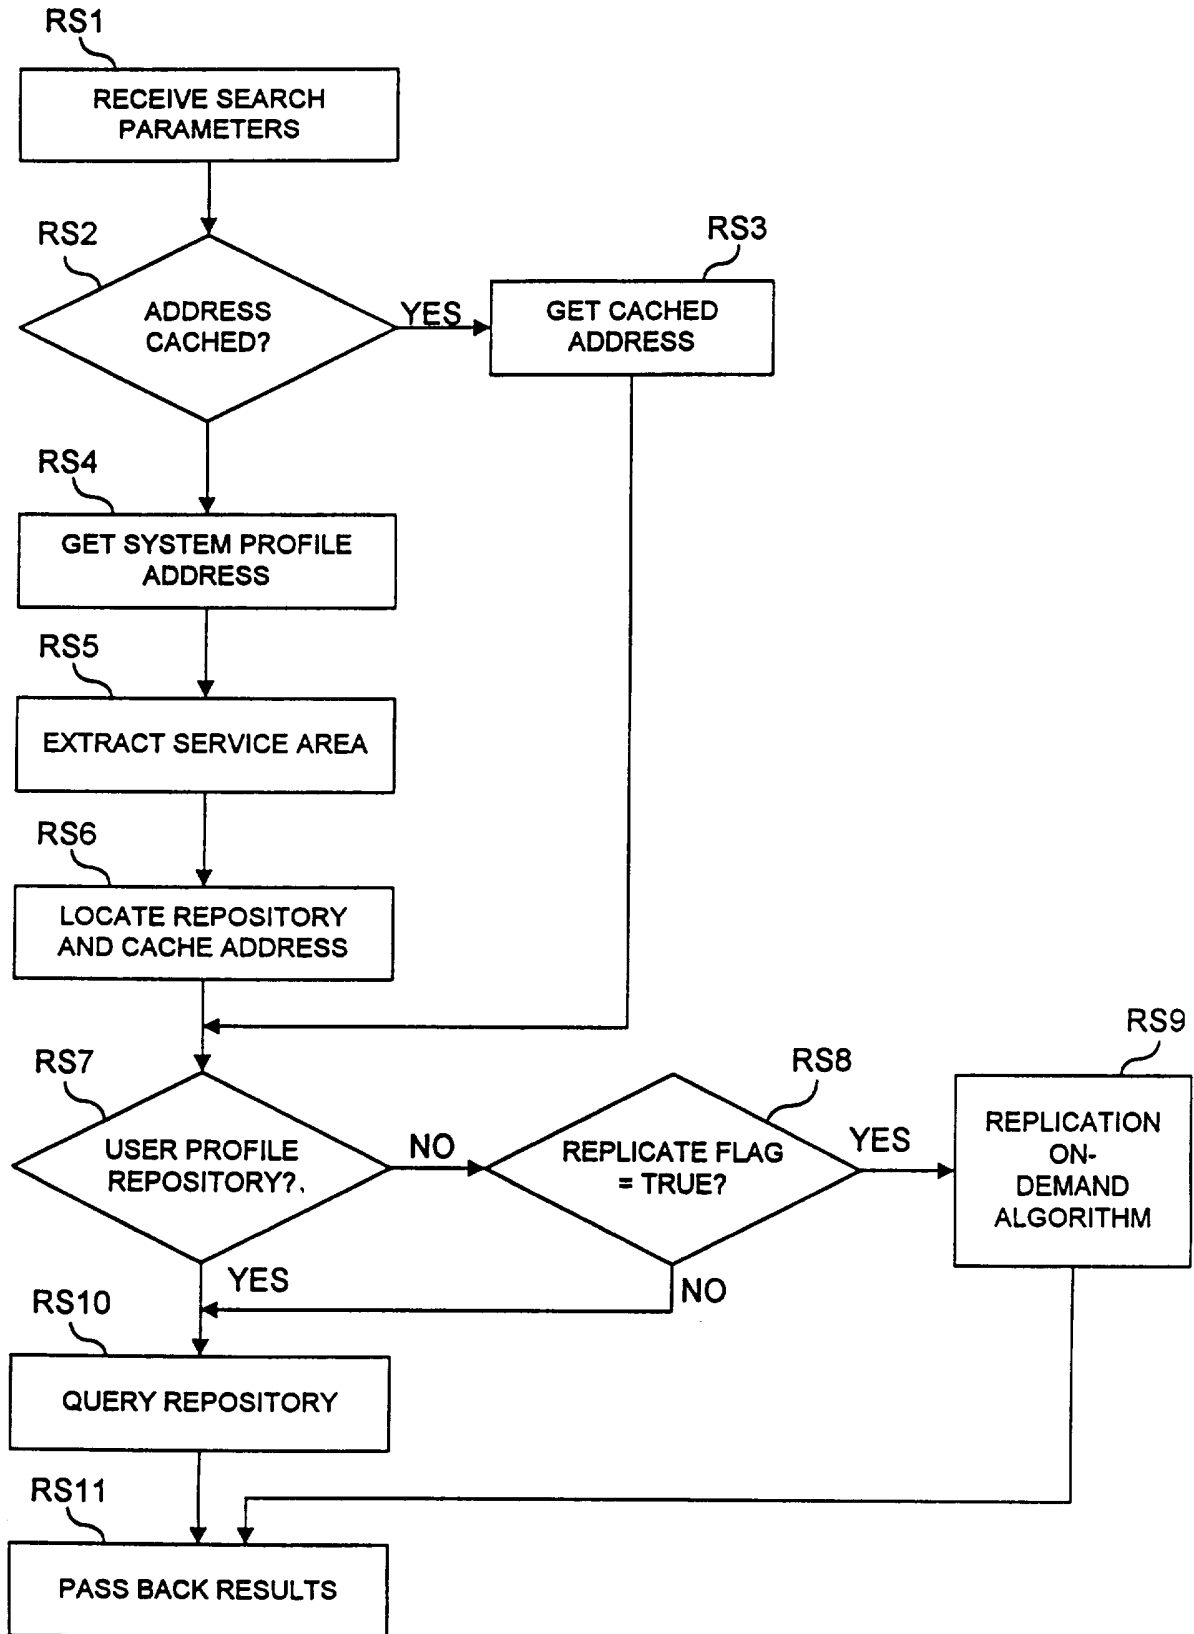 RS1
RECEIVE SEARCH
PARAMETERS
RS2
ADDRESS
CACHED?
YES
RS3
GET CACHED
ADDRESS
RS4
GET SYSTEM PROFILE
ADDRESS
RS5
EXTRACT SERVICE AREA
RS6
LOCATE REPOSITORY
AND CACHE ADDRESS
RS7
USER PROFILE
REPOSITORY?
NO
YES
RS8
REPLICATE FLAG
= TRUE?
YES
NO
RS9
REPLICATION
ON-
DEMAND
ALGORITHM
RS10
QUERY REPOSITORY
RS11
PASS BACK RESULTS